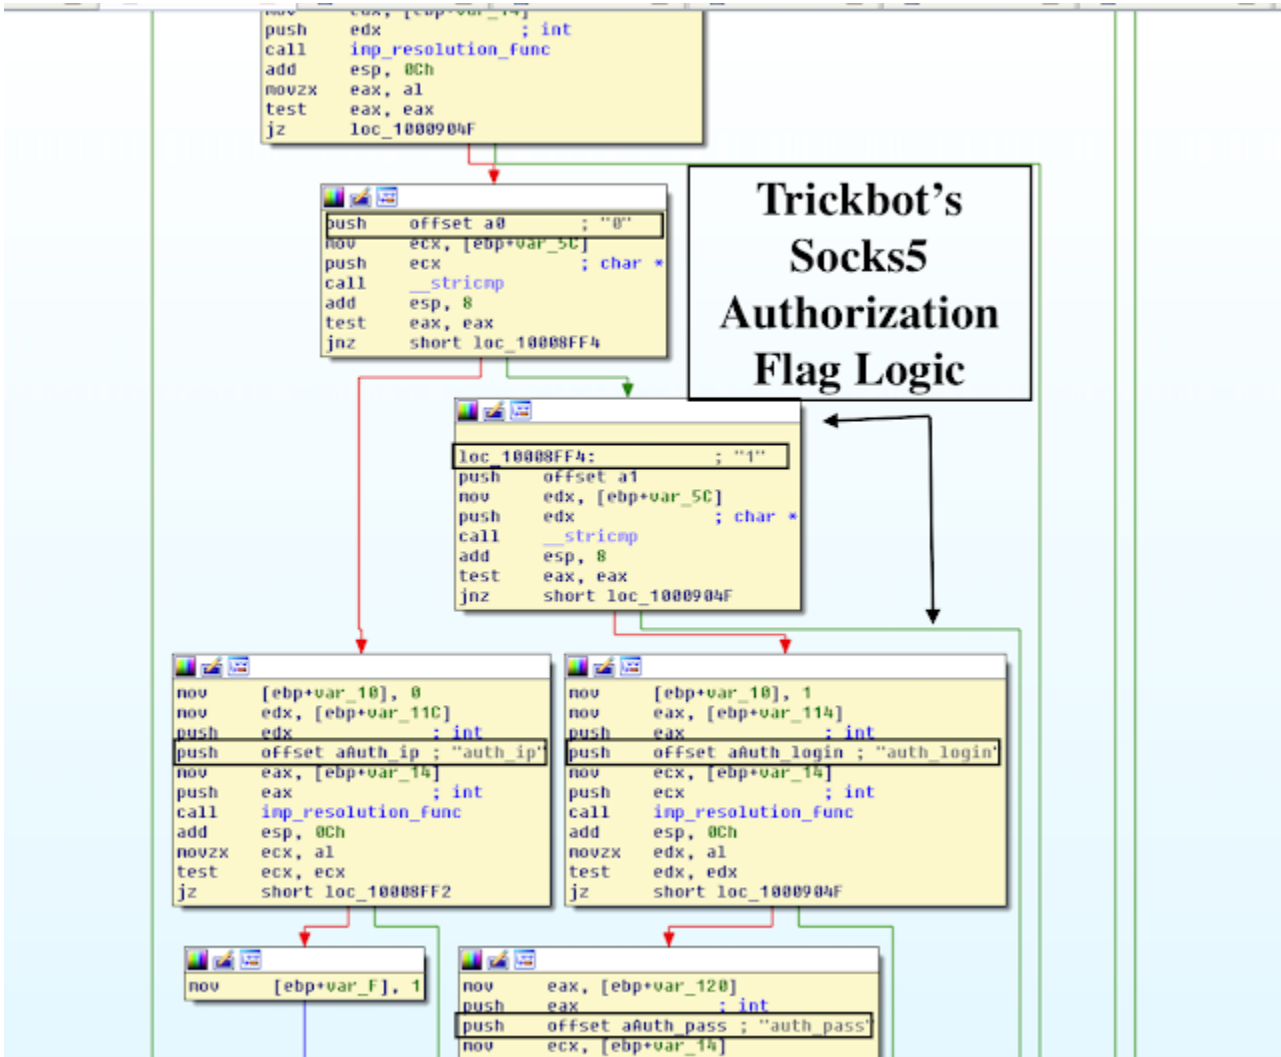 mov eax, [ebp+var_14]
push edx ; int
call imp_resolution_func
add esp, 0Ch
movzx eax, al
test eax, eax
jz loc_1000904F
Trickbot's
Socks5
Authorization
Flag Logic
push offset a0 ; "0"
mov ecx, [ebp+var_5C]
push ecx ; char *
call __stricmp
add esp, 8
test eax, eax
jnz short loc_10008FF4
loc_10008FF4: ; "1"
push offset a1
mov edx, [ebp+var_5C]
push edx ; char *
call __stricmp
add esp, 8
test eax, eax
jnz short loc_1000904F
mov [ebp+var_10], 0
mov edx, [ebp+var_11C]
push edx ; int
push offset aAuth_ip ; "auth_ip"
mov eax, [ebp+var_14]
push eax ; int
call imp_resolution_func
add esp, 0Ch
movzx ecx, al
test ecx, ecx
jz short loc_10008FF2
mov [ebp+var_10], 1
mov eax, [ebp+var_114]
push eax ; int
push offset aAuth_login ; "auth_login"
mov ecx, [ebp+var_14]
push ecx ; int
call imp_resolution_func
add esp, 0Ch
movzx edx, al
test edx, edx
jz short loc_1000904F
mov [ebp+var_F], 1
mov eax, [ebp+var_120]
push eax ; int
push offset aAuth_pass ; "auth_pass"
mov ecx, [ebp+var_14]